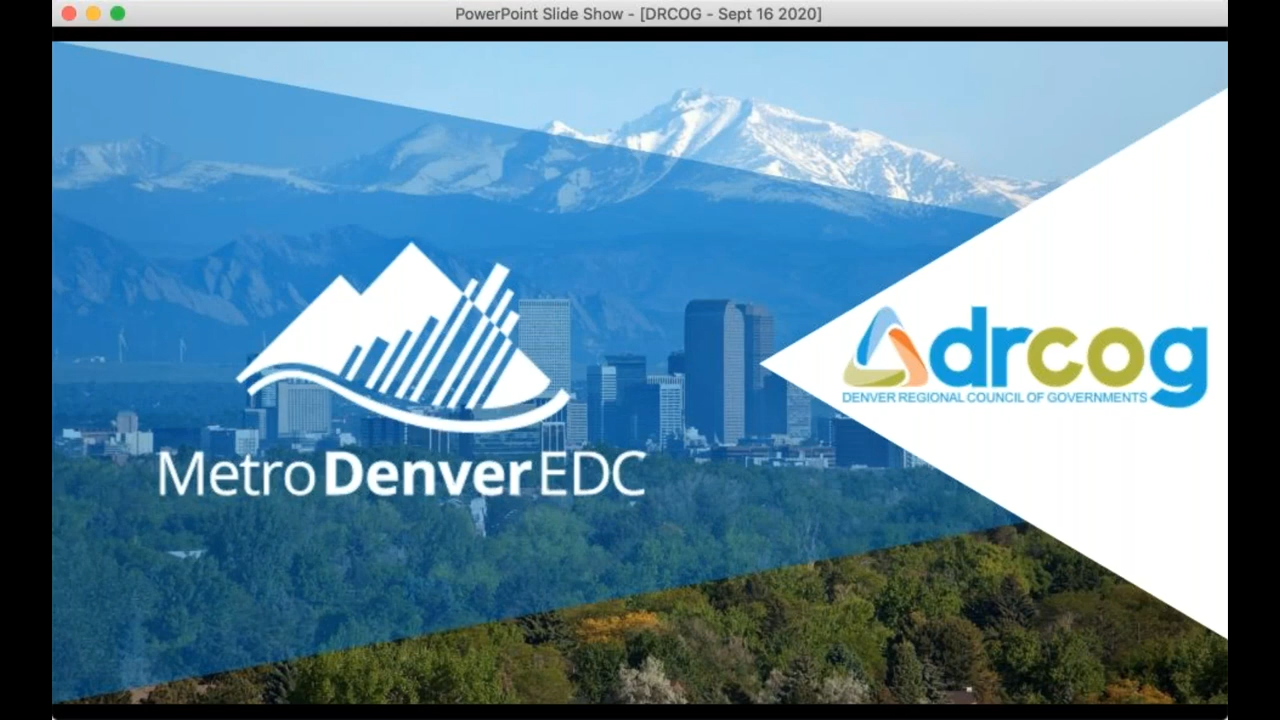 PowerPoint Slide Show - [DRCOG - Sept 16 2020]
Metro Denver EDC
drcog
DENVER REGIONAL COUNCIL OF GOVERNMENTS